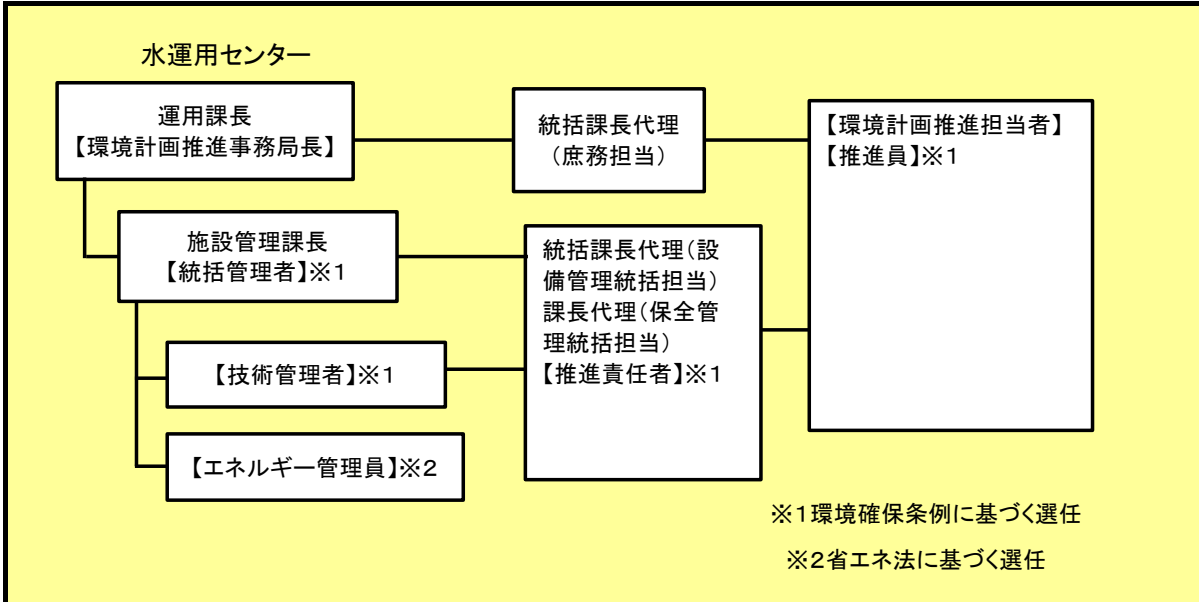 水運用センター
運用課長
【環境計画推進事務局長】
統括課長代理
（庶務担当）
【環境計画推進担当者】
【推進員】※１
施設管理課長
【統括管理者】※１
統括課長代理（設
備管理統括担当）
課長代理（保全管
理統括担当）
【推進責任者】※１
【技術管理者】※１
【エネルギー管理員】※２
※１環境確保条例に基づく選任
※２省エネ法に基づく選任